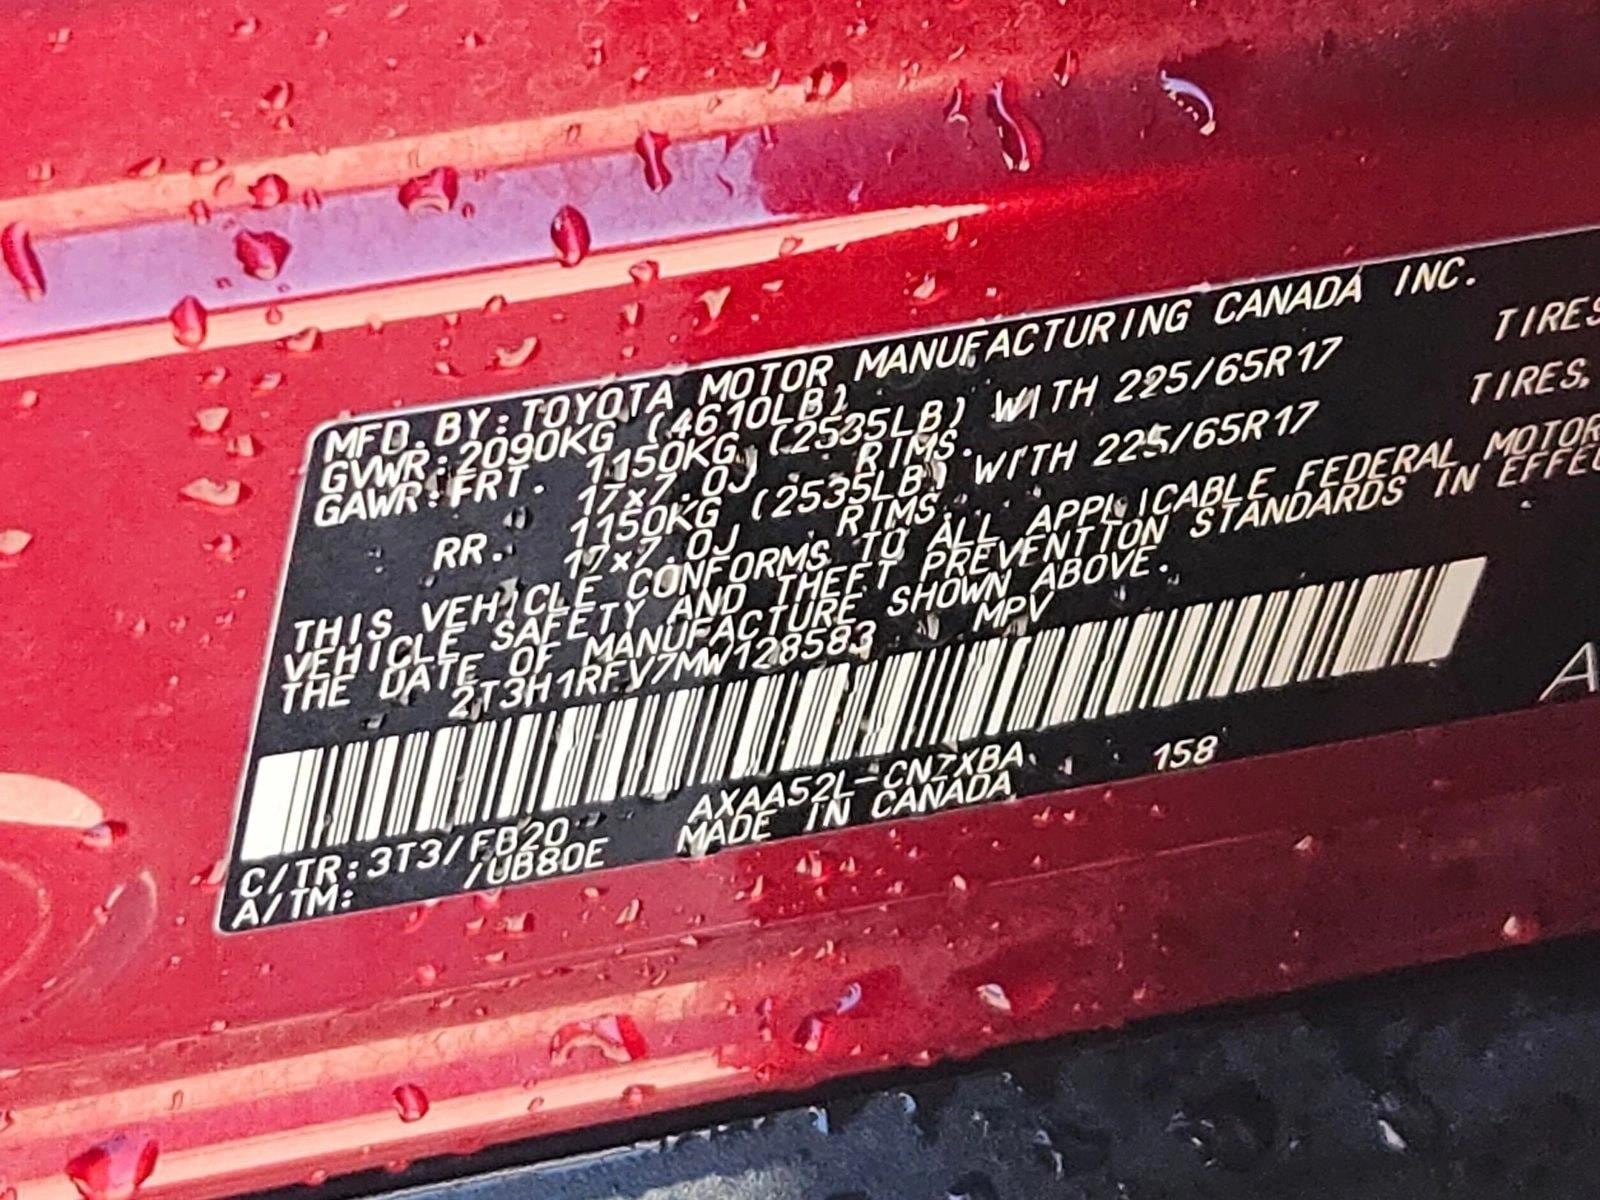 MFD. BY: TOYOTA MOTOR MANUFACTURING CANADA INC.
GVWR: 2090KG (4610LB)
GAWR: FRT. 1150KG (2535LB) WITH 225/65R17 TIRES
17x7.0J RIMS.
RR. 1150KG (2535LB) WITH 225/65R17 TIRES,
17x7.0J RIMS.
THIS VEHICLE CONFORMS TO ALL APPLICABLE FEDERAL MOTOR
VEHICLE SAFETY AND THEFT PREVENTION STANDARDS IN EFFE
THE DATE OF MANUFACTURE SHOWN ABOVE.
2T3H1RFV7MW128583 MPV
A
C/TR: 3T3/FB20 AXAA52L-CN7XBA 158
A/TM: /UB80E MADE IN CANADA